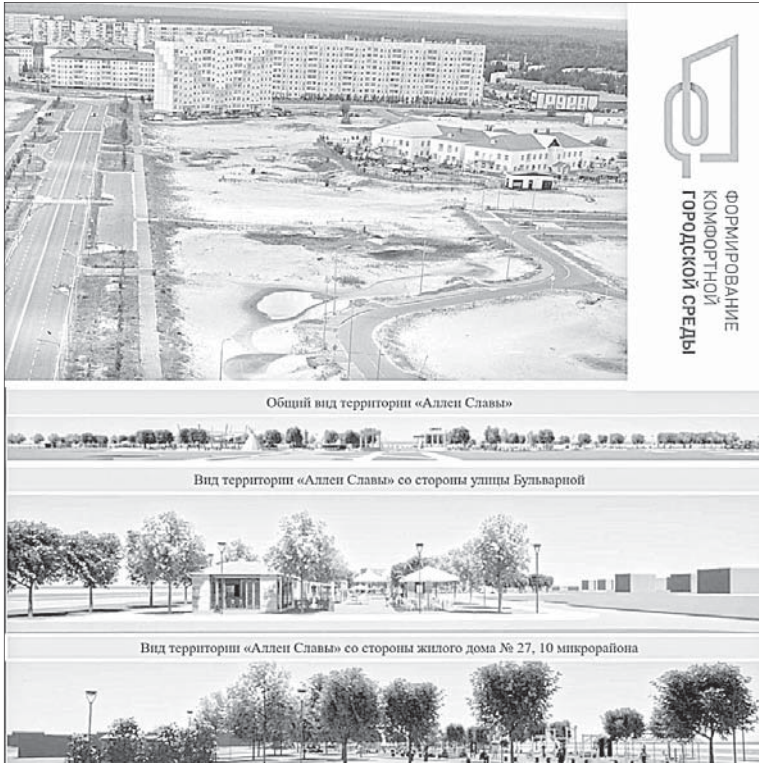 ФОРМИРОВАНИЕ
КОМФОРТНОЙ
ГОРОДСКОЙ СРЕДЫ
Общий вид территории «Аллеи Славы»
Вид территории «Аллеи Славы» со стороны улицы Бульварной
Вид территории «Аллеи Славы» со стороны жилого дома № 27, 10 микрорайона